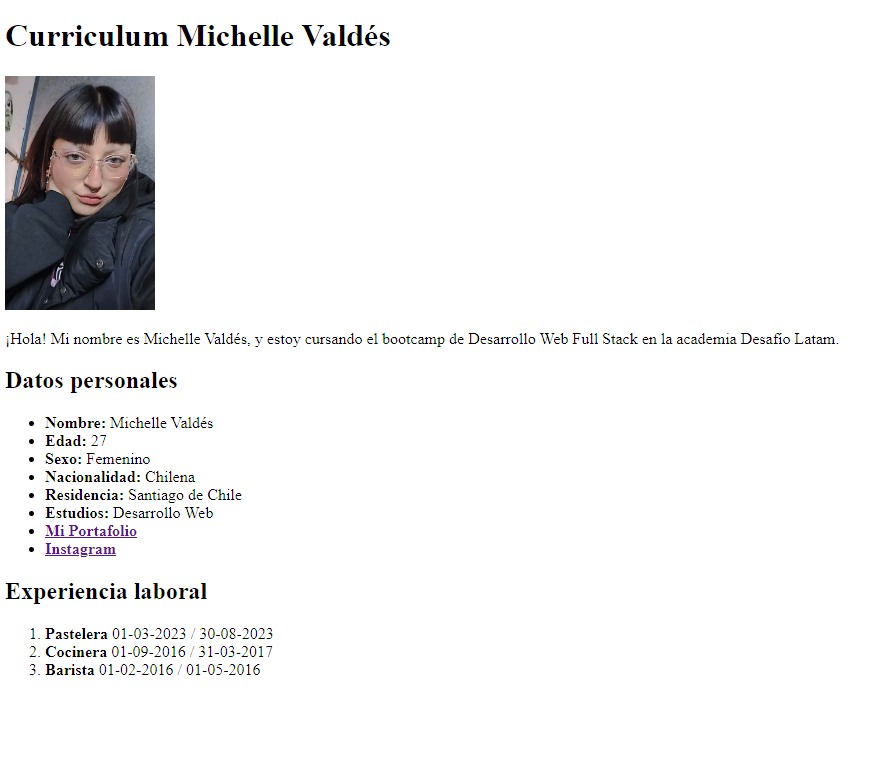 Curriculum Michelle Valdés
¡Hola! Mi nombre es Michelle Valdés, y estoy cursando el bootcamp de Desarrollo Web Full Stack en la academia Desafío Latam.
Datos personales
• Nombre: Michelle Valdés
• Edad: 27
• Sexo: Femenino
• Nacionalidad: Chilena
• Residencia: Santiago de Chile
• Estudios: Desarrollo Web
• Mi Portafolio
• Instagram
Experiencia laboral
1. Pastelera 01-03-2023 / 30-08-2023
2. Cocinera 01-09-2016 / 31-03-2017
3. Barista 01-02-2016 / 01-05-2016